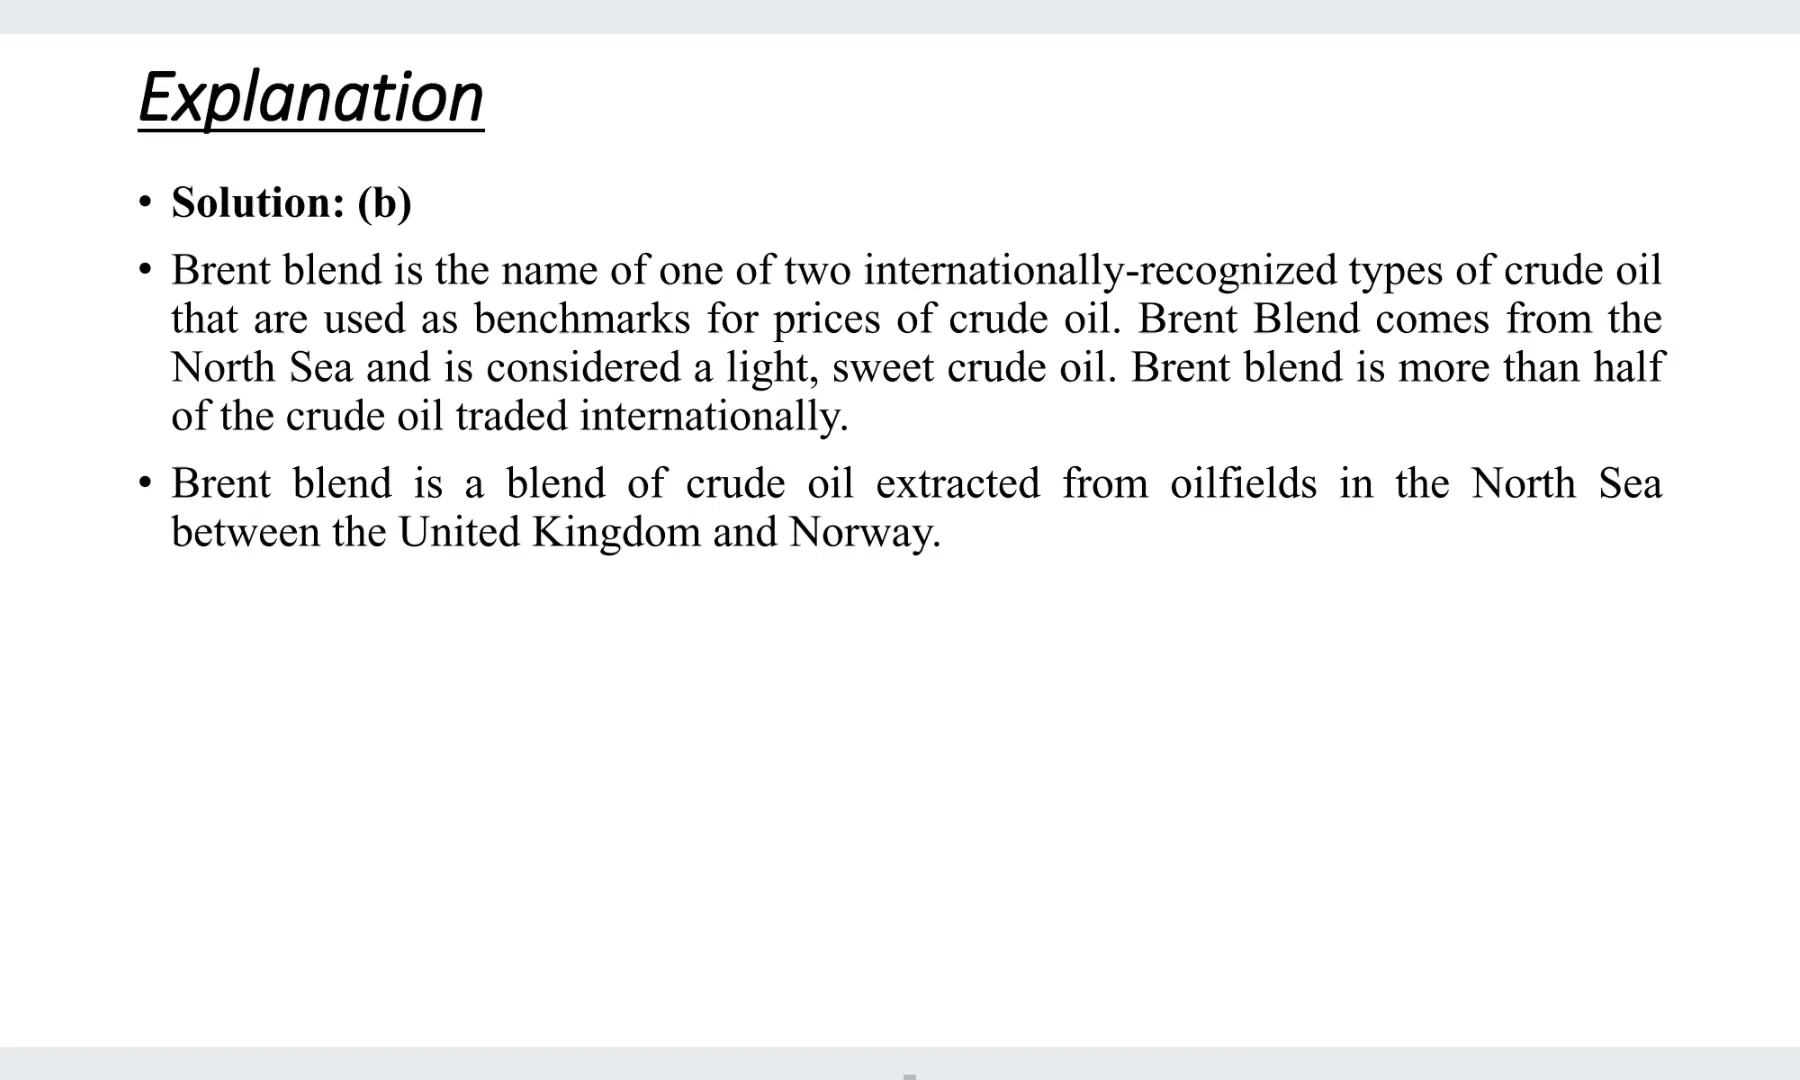 Explanation
• Solution: (b)
• Brent blend is the name of one of two internationally-recognized types of crude oil
that are used as benchmarks for prices of crude oil. Brent Blend comes from the
North Sea and is considered a light, sweet crude oil. Brent blend is more than half
of the crude oil traded internationally.
• Brent blend is a blend of crude oil extracted from oilfields in the North Sea
between the United Kingdom and Norway.